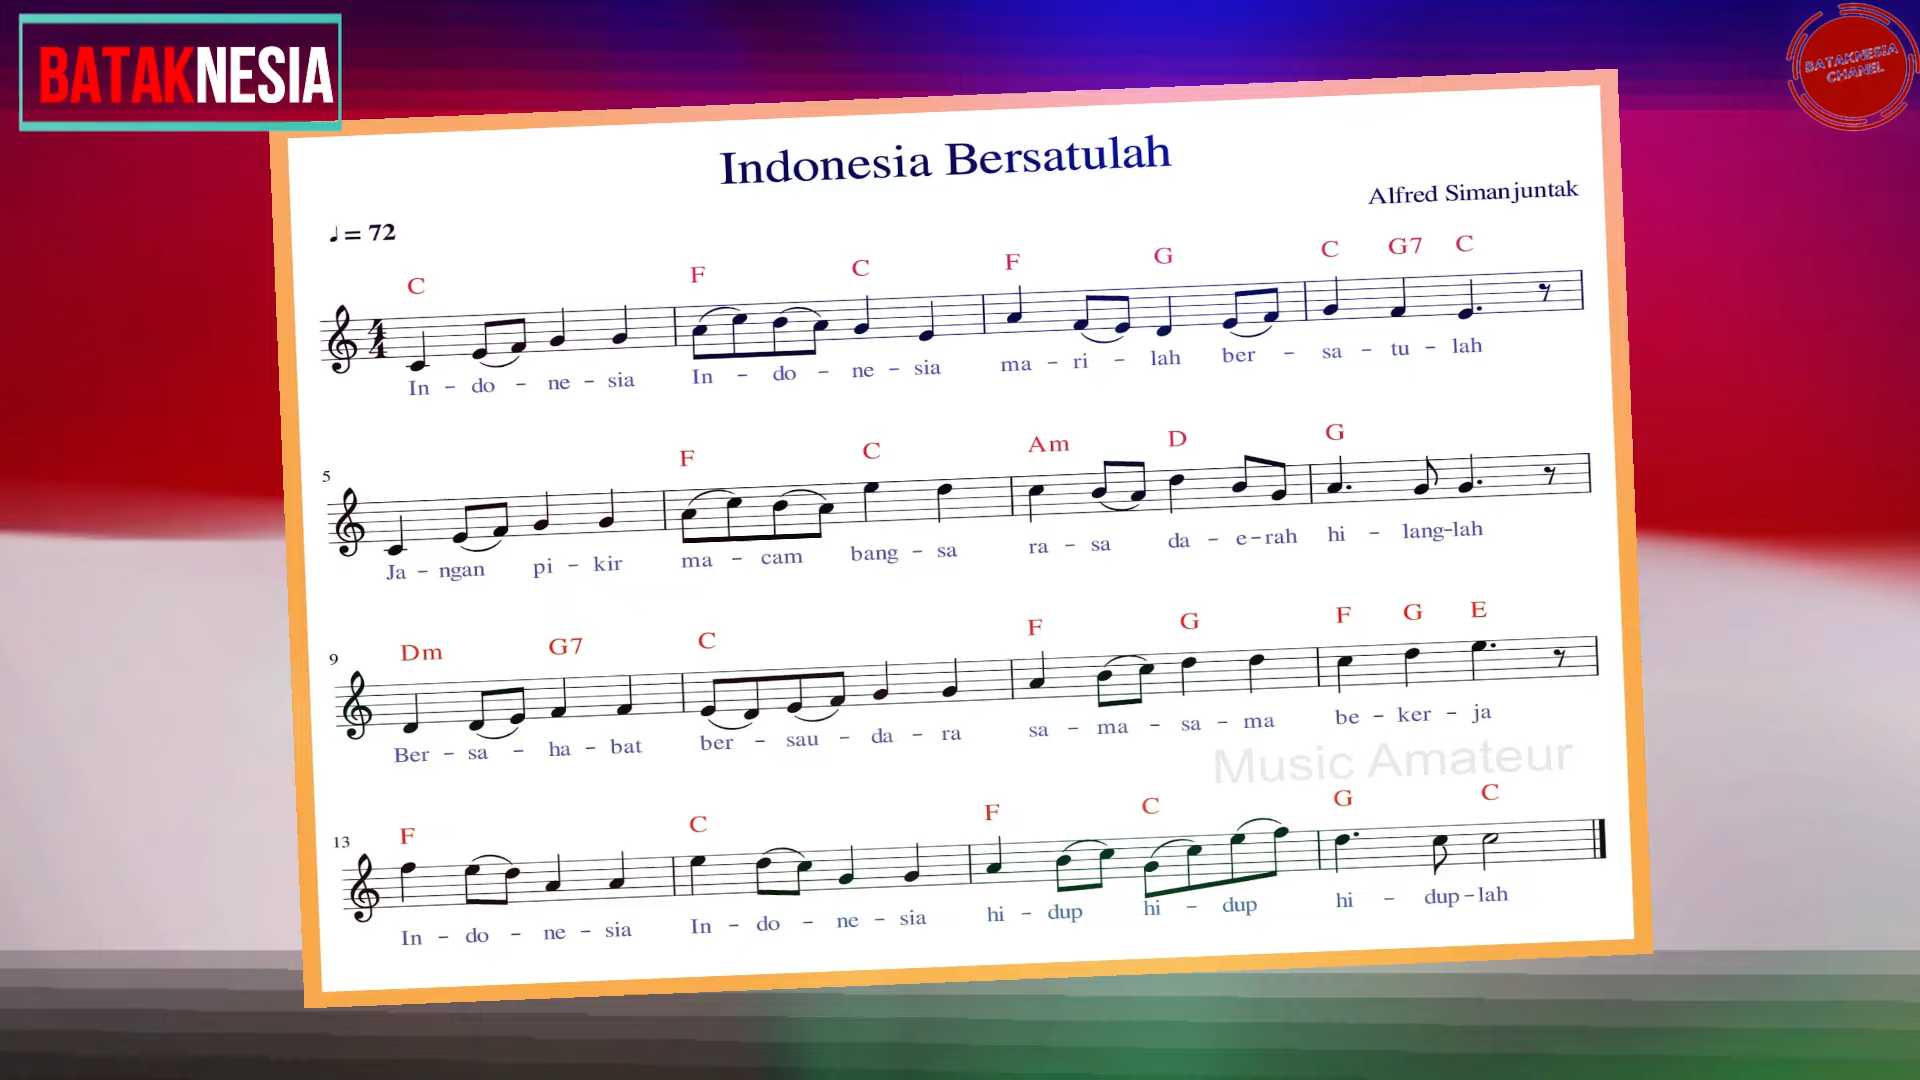 BATAKNESIA
BATAKNESIA
CHANEL
Indonesia Bersatulah
Alfred Simanjuntak
♩ = 72
C F C F G C G7 C
In - do - ne - sia In - do - ne - sia ma - ri - lah ber - sa - tu - lah
5
F C Am D G
Ja - ngan pi - kir ma - cam bang - sa ra - sa da - e - rah hi - lang - lah
9
Dm G7 C F G F G E
Ber - sa - ha - bat ber - sau - da - ra sa - ma - sa - ma be - ker - ja
Music Amateur
13
F C F C G C
In - do - ne - sia In - do - ne - sia hi - dup hi - dup hi - dup - lah